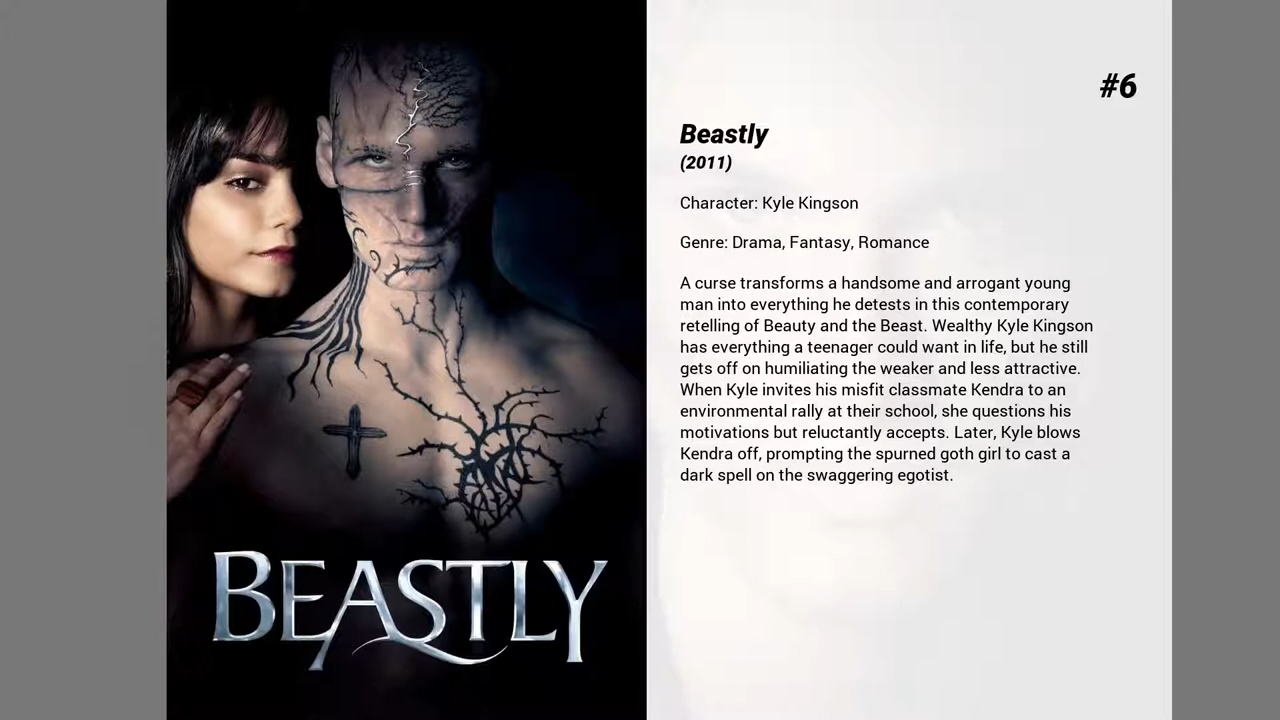 BEASTLY
#6
Beastly
(2011)
Character: Kyle Kingson
Genre: Drama, Fantasy, Romance
A curse transforms a handsome and arrogant young
man into everything he detests in this contemporary
retelling of Beauty and the Beast. Wealthy Kyle Kingson
has everything a teenager could want in life, but he still
gets off on humiliating the weaker and less attractive.
When Kyle invites his misfit classmate Kendra to an
environmental rally at their school, she questions his
motivations but reluctantly accepts. Later, Kyle blows
Kendra off, prompting the spurned goth girl to cast a
dark spell on the swaggering egotist.